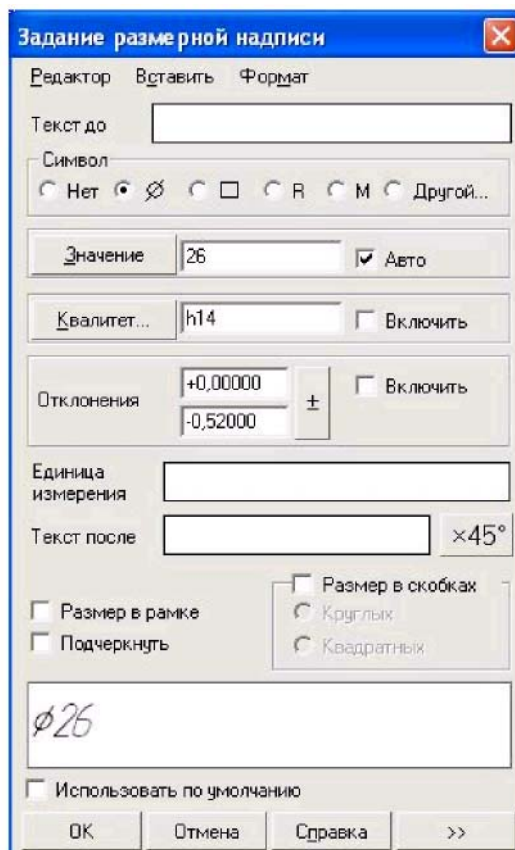 Задание размерной надписи
Редактор Вставить Формат
Текст до
Символ
Нет ∅ □ R M Другой...
Значение 26 Авто
Квалитет... h14 Включить
Отклонения +0,00000 ± Включить
-0,52000
Единица
измерения
Текст после ×45°
Размер в скобках
Размер в рамке Круглых
Подчеркнуть Квадратных
∅26
Использовать по умолчанию
OK Отмена Справка >>